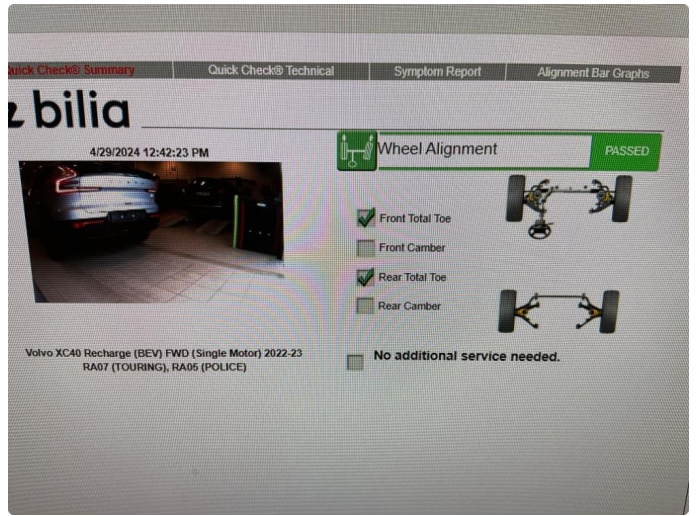 Quick Check® Summary
Quick Check® Technical
Symptom Report
Alignment Bar Graphs
bilia
4/29/2024 12:42:23 PM
Wheel Alignment
PASSED
Front Total Toe
Front Camber
Rear Total Toe
Rear Camber
Volvo XC40 Recharge (BEV) FWD (Single Motor) 2022-23
RA07 (TOURING), RA05 (POLICE)
No additional service needed.